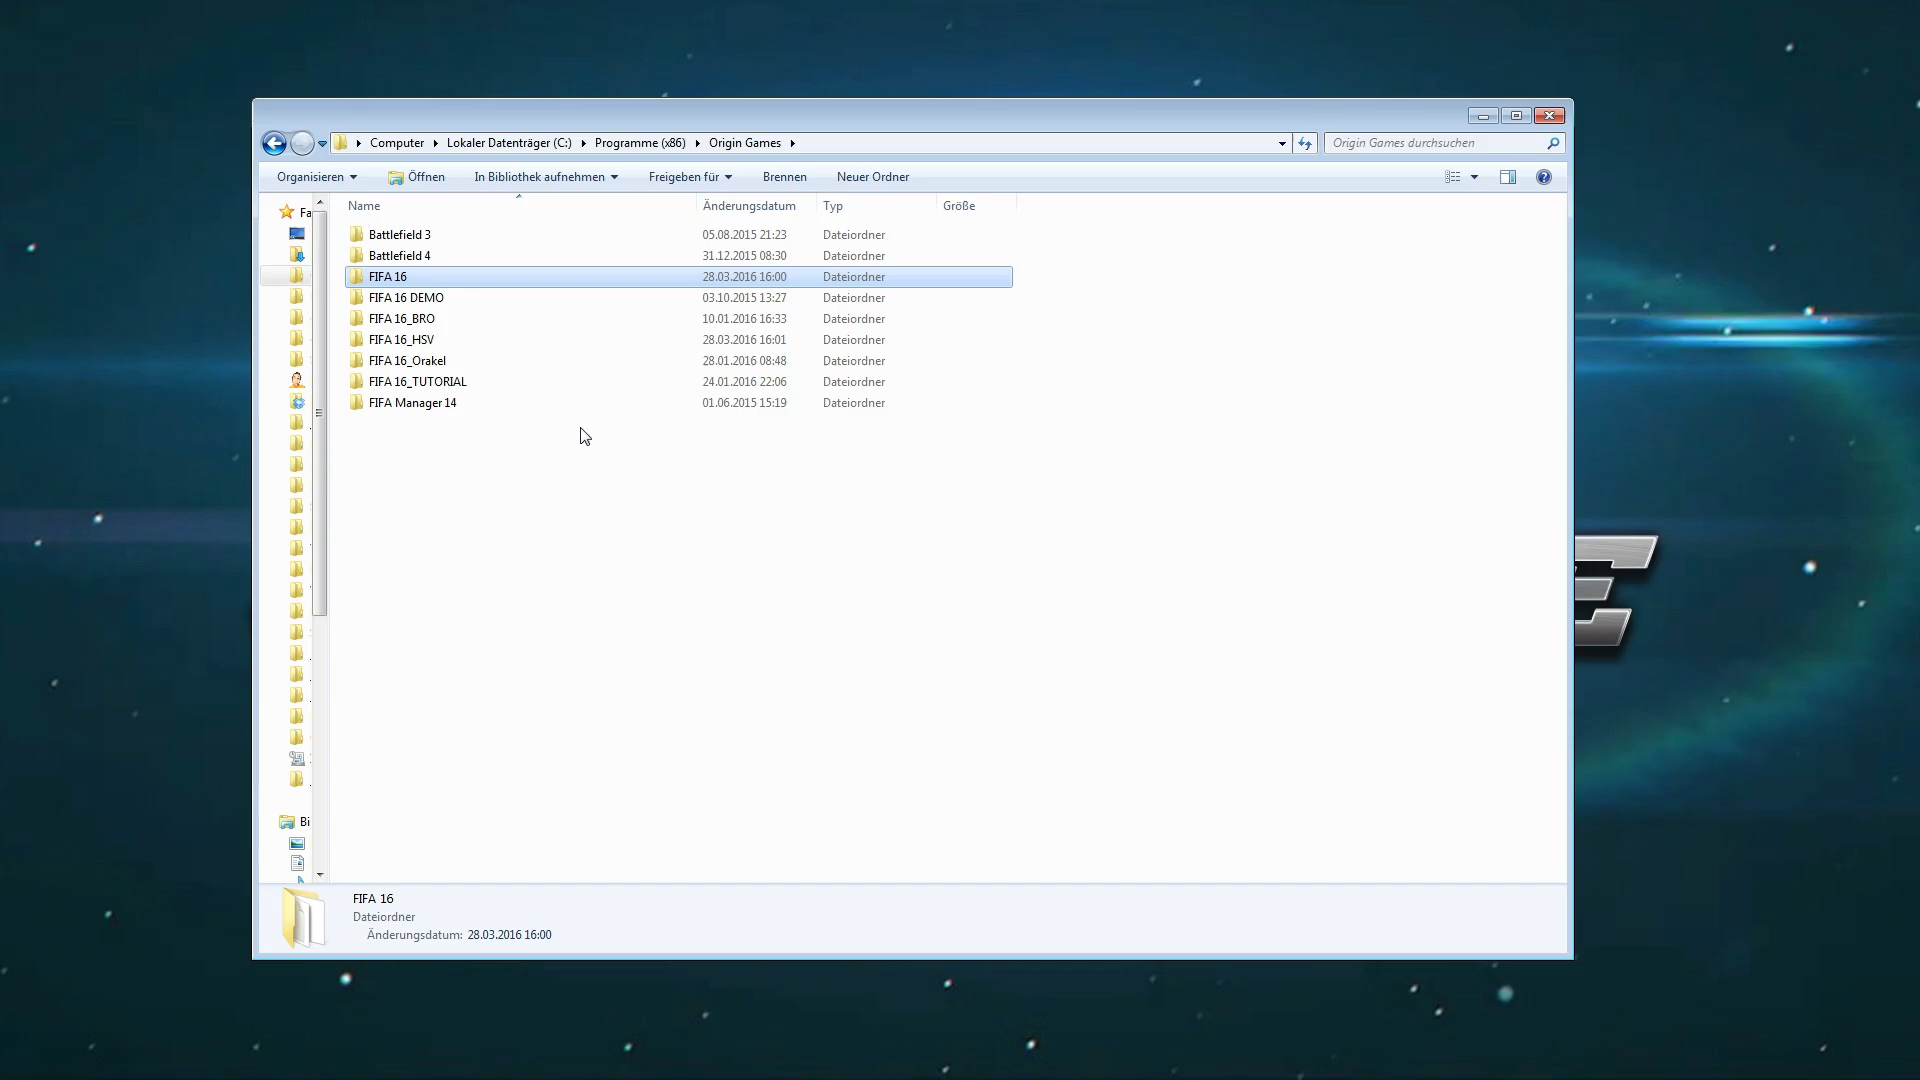 Computer Lokaler Datenträger (C:) Programme (x86) Origin Games Origin Games durchsuchen
Organisieren Öffnen In Bibliothek aufnehmen Freigeben für Brennen Neuer Ordner
Fa
Name Änderungsdatum Typ Größe
Battlefield 3 05.08.2015 21:23 Dateiordner
Battlefield 4 31.12.2015 08:30 Dateiordner
FIFA 16 28.03.2016 16:00 Dateiordner
FIFA 16 DEMO 03.10.2015 13:27 Dateiordner
FIFA 16_BRO 10.01.2016 16:33 Dateiordner
FIFA 16_HSV 28.03.2016 16:01 Dateiordner
FIFA 16_Orakel 28.01.2016 08:48 Dateiordner
FIFA 16_TUTORIAL 24.01.2016 22:06 Dateiordner
FIFA Manager 14 01.06.2015 15:19 Dateiordner
E
Bi
FIFA 16
Dateiordner
Änderungsdatum: 28.03.2016 16:00